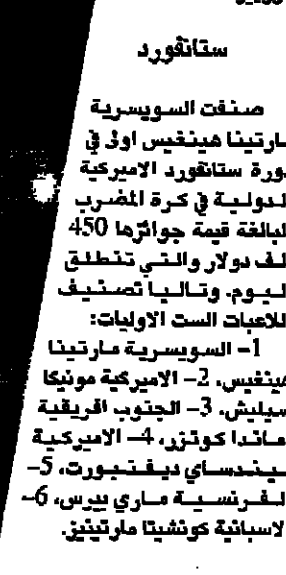 ستانفورد
صنفت السويسرية
مارتينا هينغيس اولى في
دورة ستانفورد الاميركية
الدولية في كرة المضرب
البالغة قيمة جوائزها 450
الف دولار والتي تنطلق
اليوم. وتاليا تصنيف
اللاعبات الست الاوليات:
1– السويسرية مارتينا
هينغيس، 2– الاميركية مونيكا
سيليش، 3– الجنوب افريقية
ماندا كوتزر، 4– الاميركية
ليندساي ديفنبورت، 5–
الفرنسية ماري بيرس، 6–
الاسبانية كونشيتا مارتينيز.